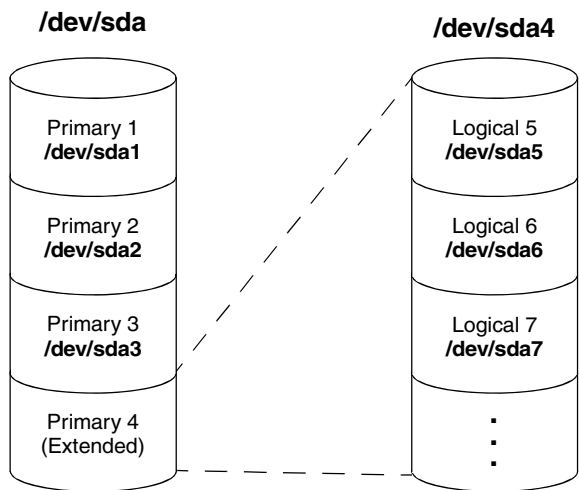 /dev/sda
Primary 1
/dev/sda1
Primary 2
/dev/sda2
Primary 3
/dev/sda3
Primary 4
(Extended)
/dev/sda4
Logical 5
/dev/sda5
Logical 6
/dev/sda6
Logical 7
/dev/sda7